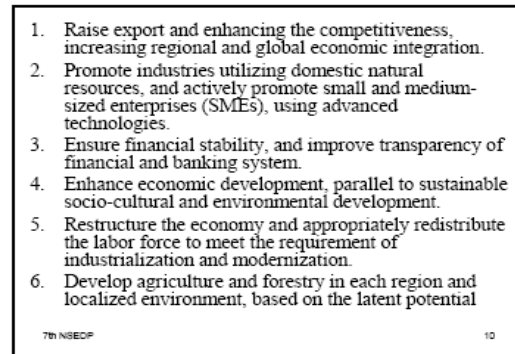 1. Raise export and enhancing the competitiveness,
increasing regional and global economic integration.
2. Promote industries utilizing domestic natural
resources, and actively promote small and medium-
sized enterprises (SMEs), using advanced
technologies.
3. Ensure financial stability, and improve transparency of
financial and banking system.
4. Enhance economic development, parallel to sustainable
socio-cultural and environmental development.
5. Restructure the economy and appropriately redistribute
the labor force to meet the requirement of
industrialization and modernization.
6. Develop agriculture and forestry in each region and
localized environment, based on the latent potential
7th NSEDP 10